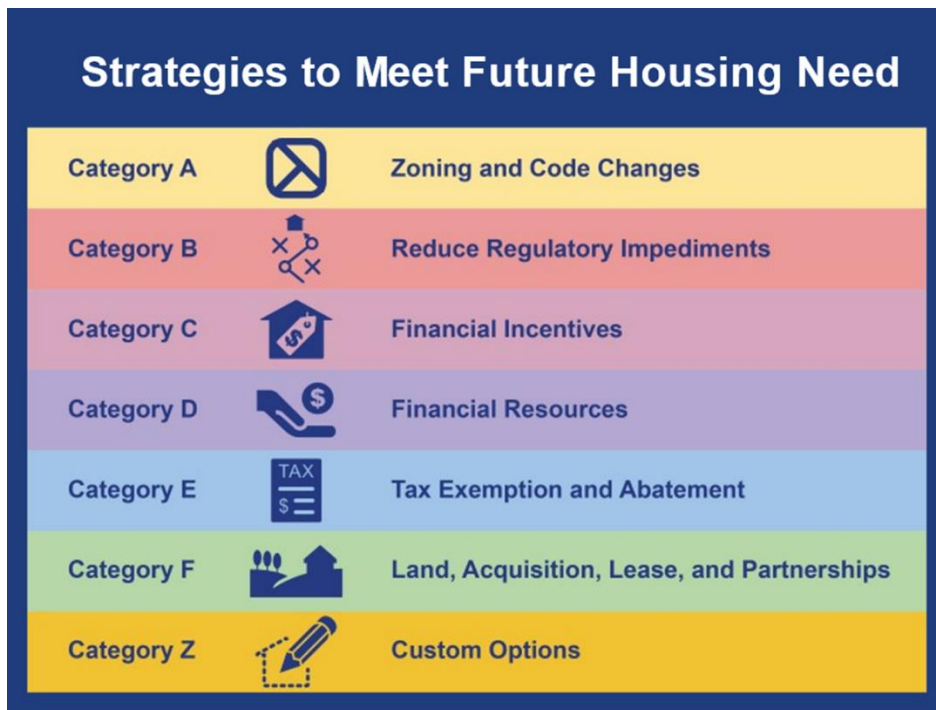 Strategies to Meet Future Housing Need
Category A Zoning and Code Changes
Category B Reduce Regulatory Impediments
Category C $ Financial Incentives
Category D $ Financial Resources
Category E TAX $ Tax Exemption and Abatement
Category F Land, Acquisition, Lease, and Partnerships
Category Z Custom Options